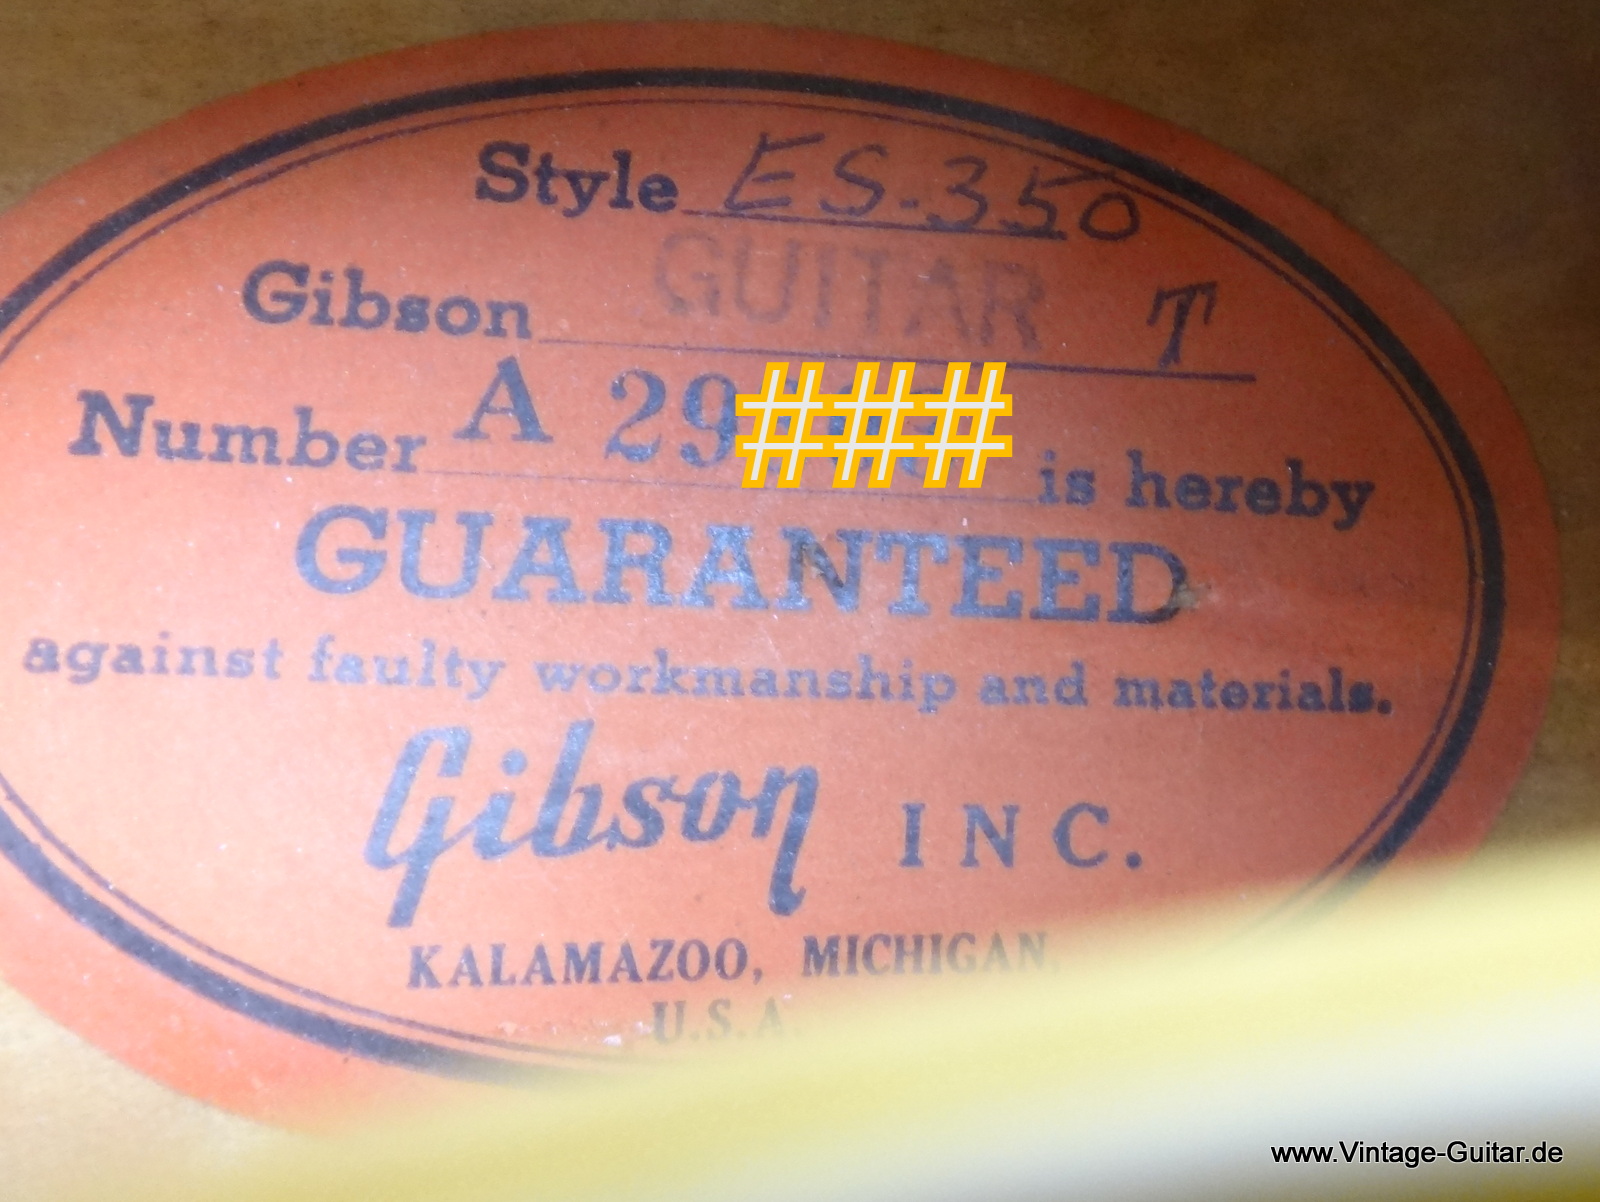 Style ES-350
Gibson GUITAR T
Number A 29### is hereby
GUARANTEED
against faulty workmanship and materials.
Gibson INC.
KALAMAZOO, MICHIGAN,
U.S.A.
www.Vintage-Guitar.de